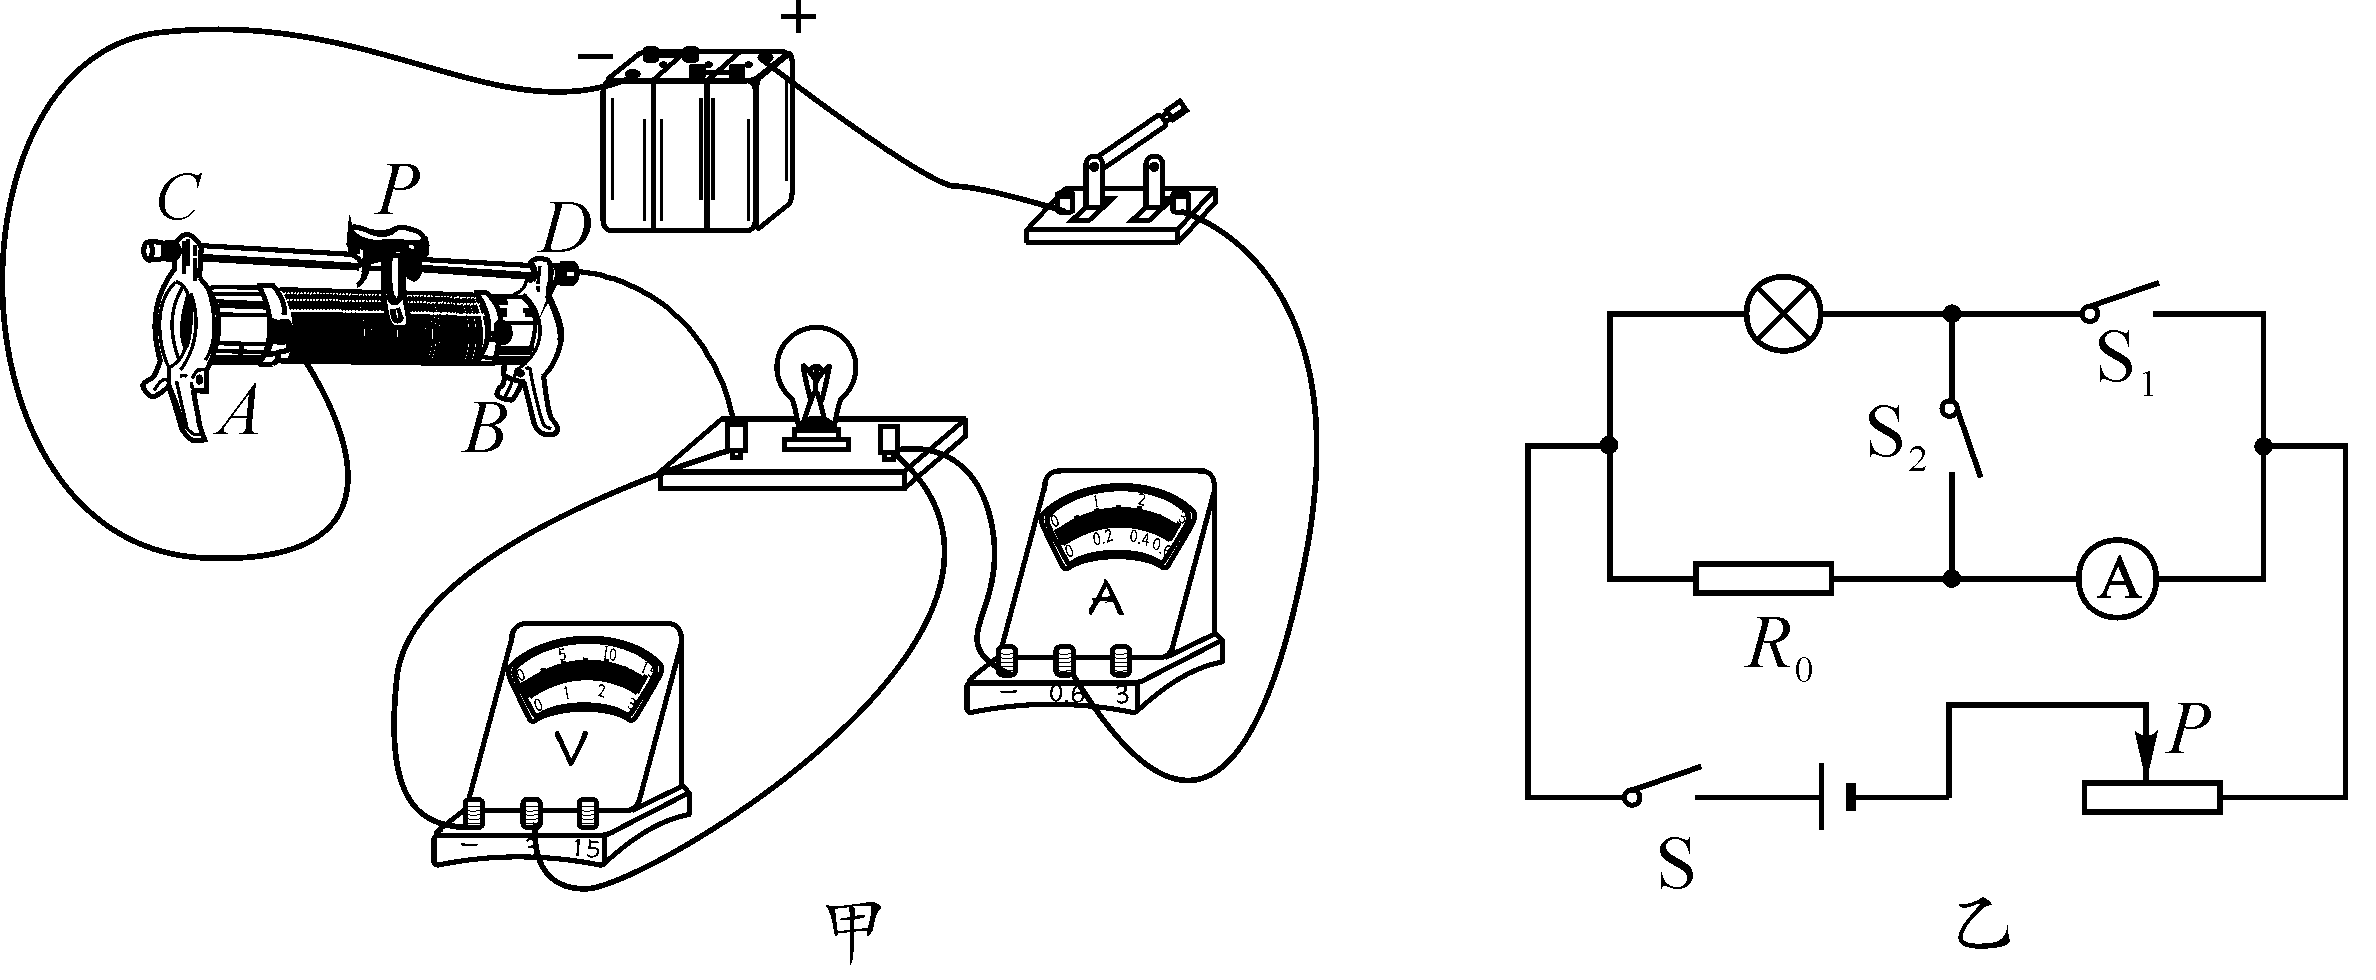 − +
C P D
A B
0 1 2 3
0 0.2 0.4 0.6
A
− 0.6 3
0 5 10 15
0 1 2 3
V
− 3 15
甲
S₁
S₂
A
R₀
P
S
乙